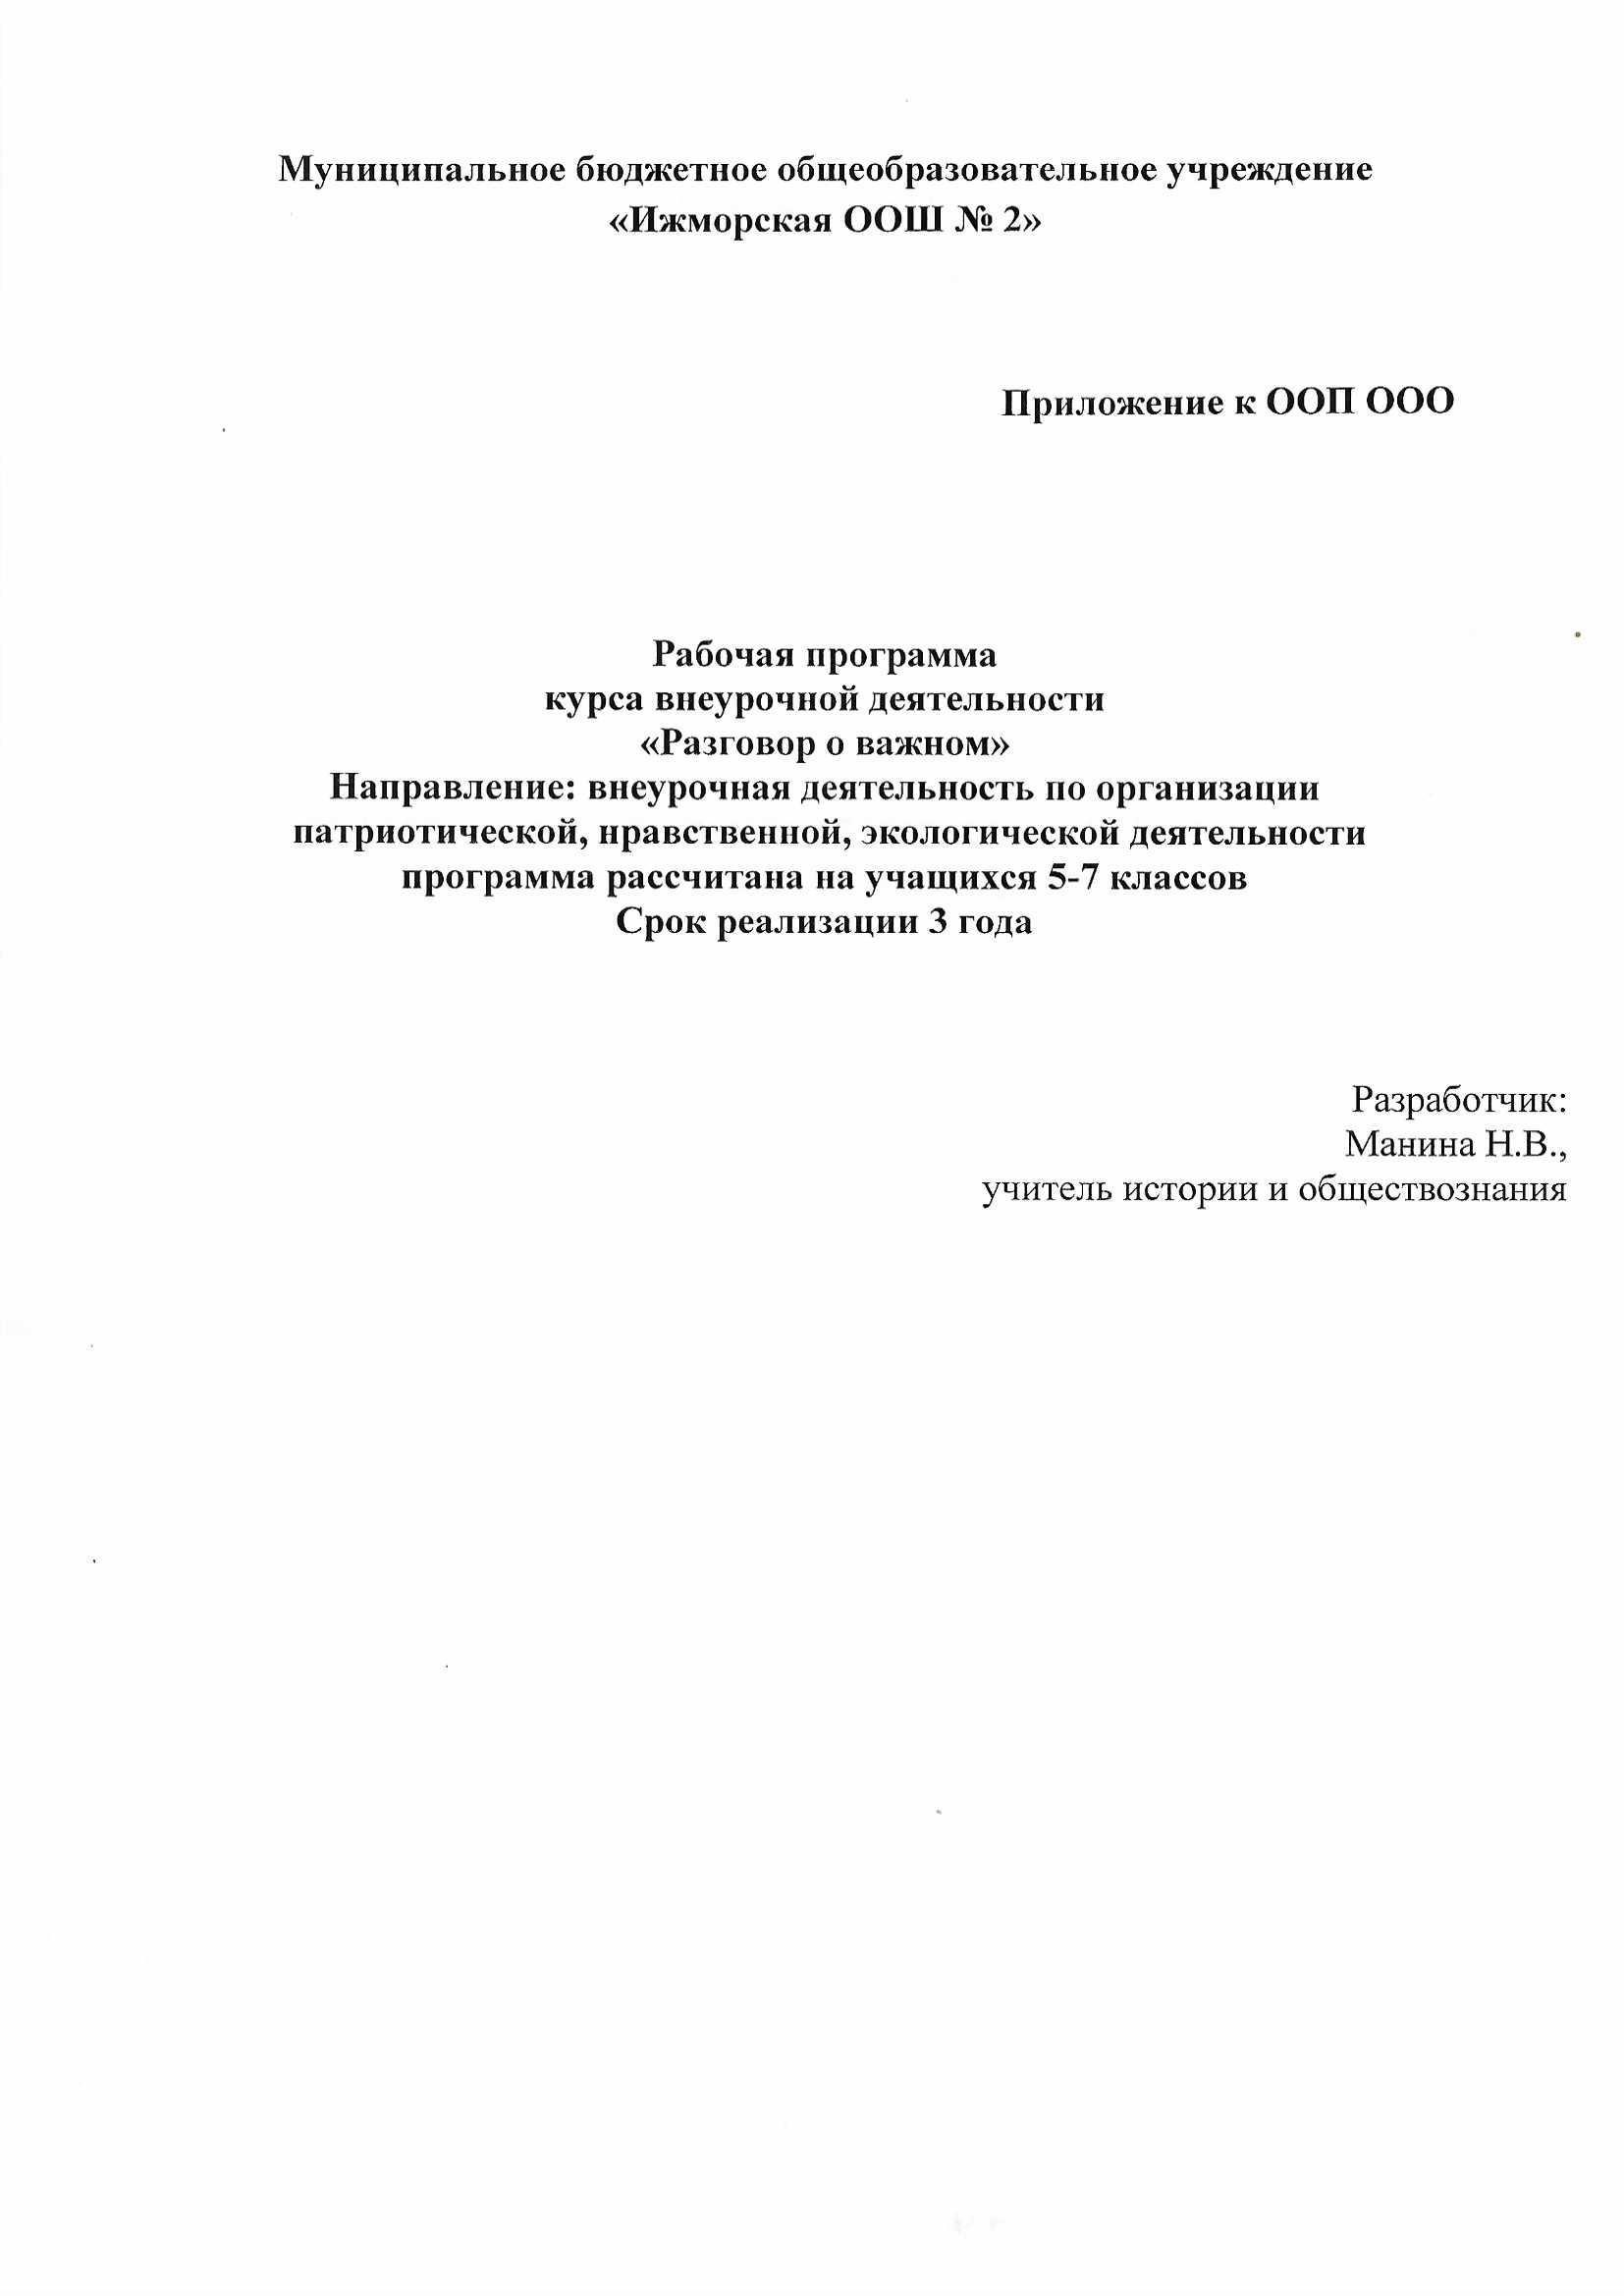 Муниципальное бюджетное общеобразовательное учреждение
«Ижморская ООШ № 2»
Приложение к ООП ООО
Рабочая программа
курса внеурочной деятельности
«Разговор о важном»
Направление: внеурочная деятельность по организации
патриотической, нравственной, экологической деятельности
программа рассчитана на учащихся 5-7 классов
Срок реализации 3 года
Разработчик:
Манина Н.В.,
учитель истории и обществознания